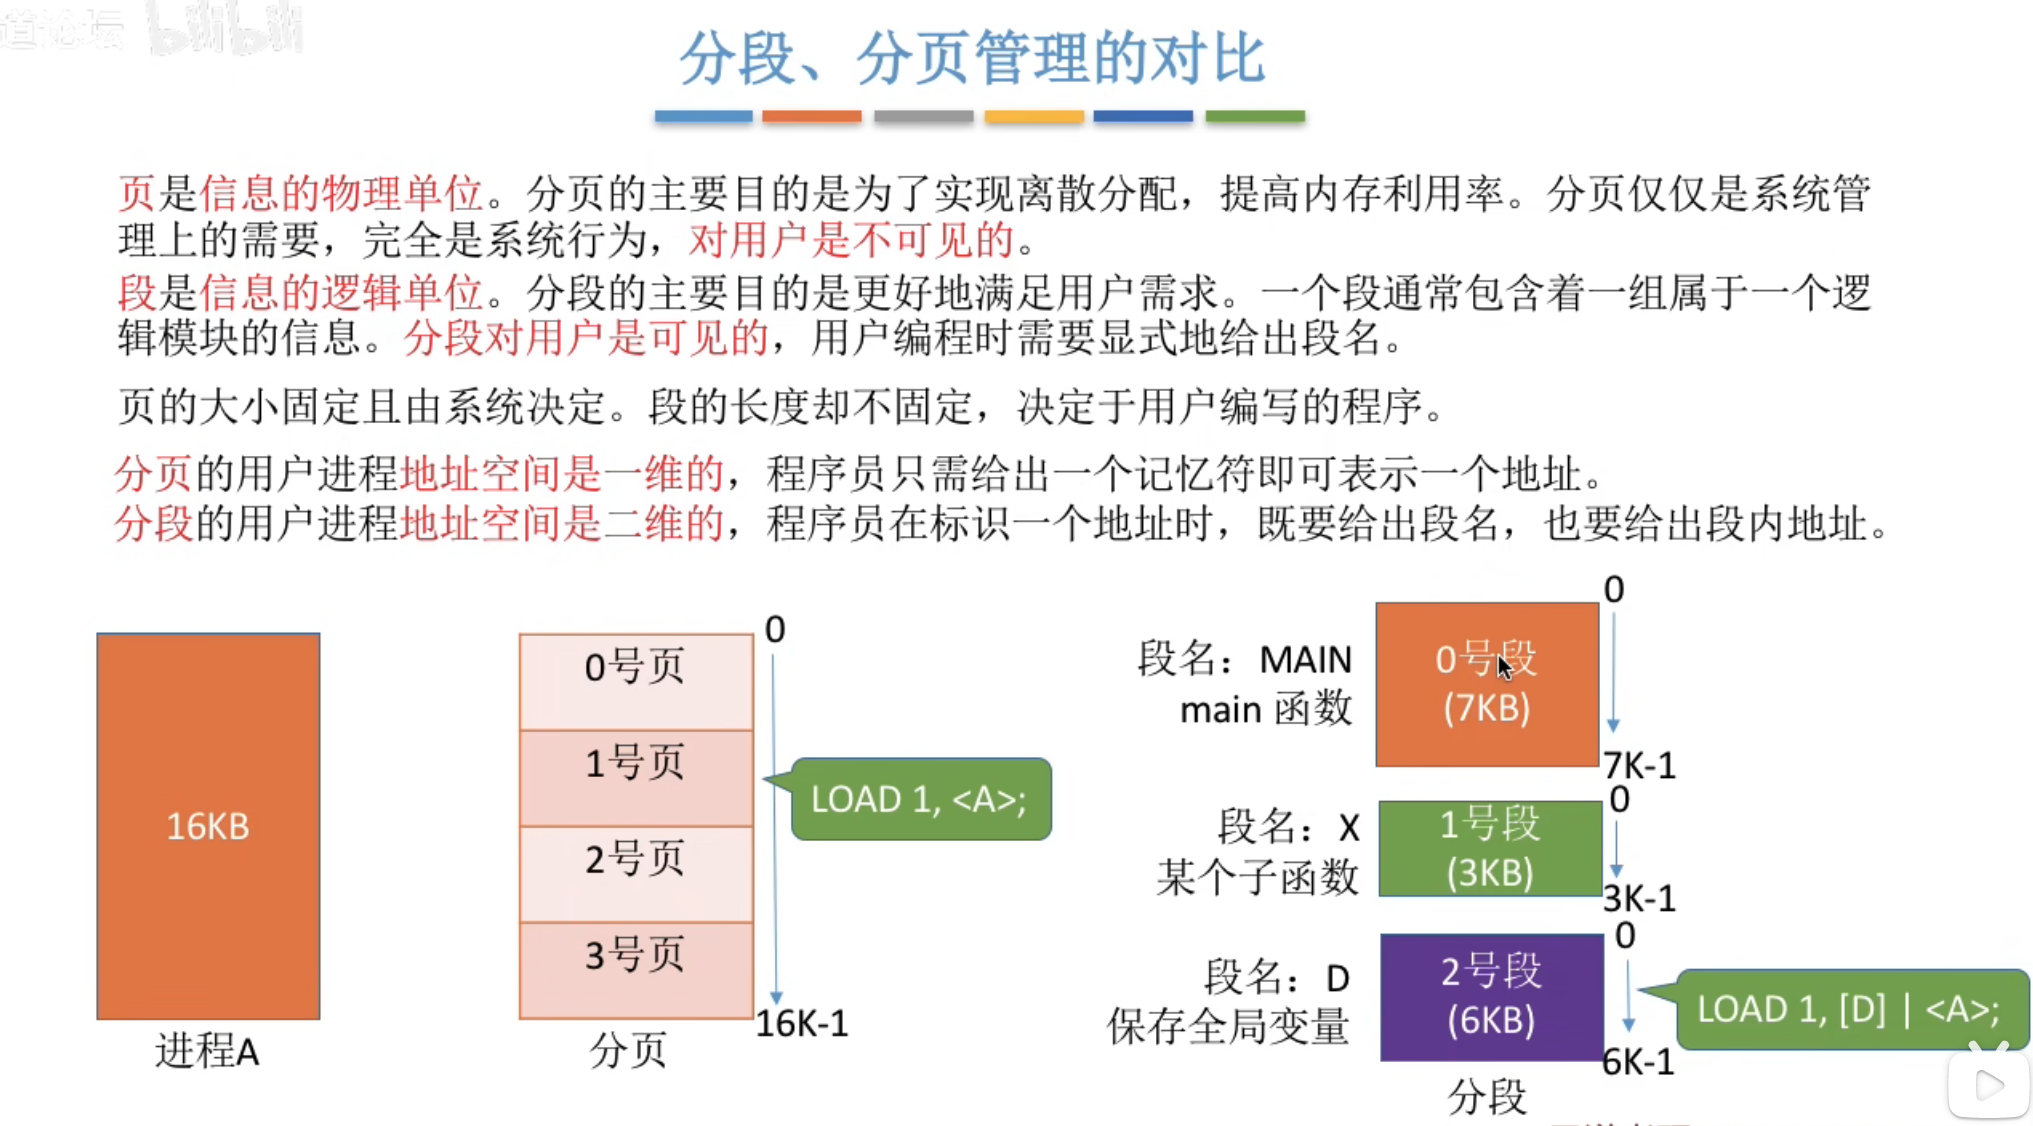 道论坛 bilibili
分段、分页管理的对比
页是信息的物理单位。分页的主要目的是为了实现离散分配，提高内存利用率。分页仅仅是系统管
理上的需要，完全是系统行为，对用户是不可见的。
段是信息的逻辑单位。分段的主要目的是更好地满足用户需求。一个段通常包含着一组属于一个逻
辑模块的信息。分段对用户是可见的，用户编程时需要显式地给出段名。
页的大小固定且由系统决定。段的长度却不固定，决定于用户编写的程序。
分页的用户进程地址空间是一维的，程序员只需给出一个记忆符即可表示一个地址。
分段的用户进程地址空间是二维的，程序员在标识一个地址时，既要给出段名，也要给出段内地址。
16KB
进程A
0号页
1号页
2号页
3号页
0
16K-1
LOAD 1, <A>;
分页
段名：MAIN
main 函数
0号段
(7KB)
0
7K-1
段名：X
某个子函数
1号段
(3KB)
0
3K-1
段名：D
保存全局变量
2号段
(6KB)
0
6K-1
LOAD 1, [D] | <A>;
分段